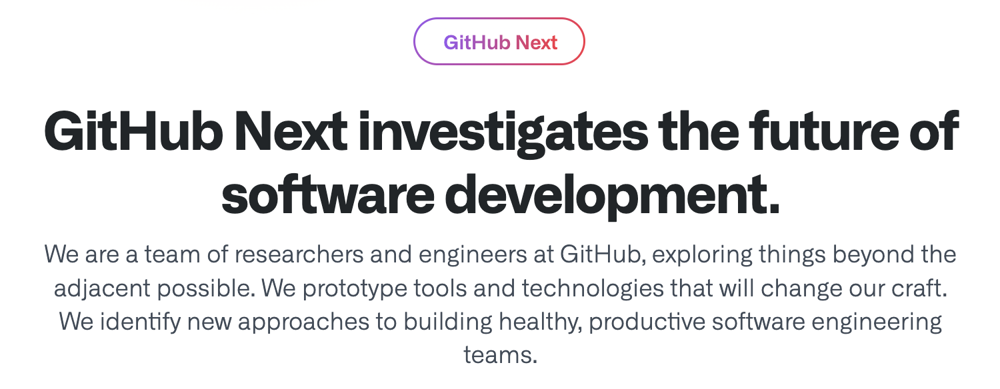 GitHub Next
GitHub Next investigates the future of
software development.
We are a team of researchers and engineers at GitHub, exploring things beyond the
adjacent possible. We prototype tools and technologies that will change our craft.
We identify new approaches to building healthy, productive software engineering
teams.